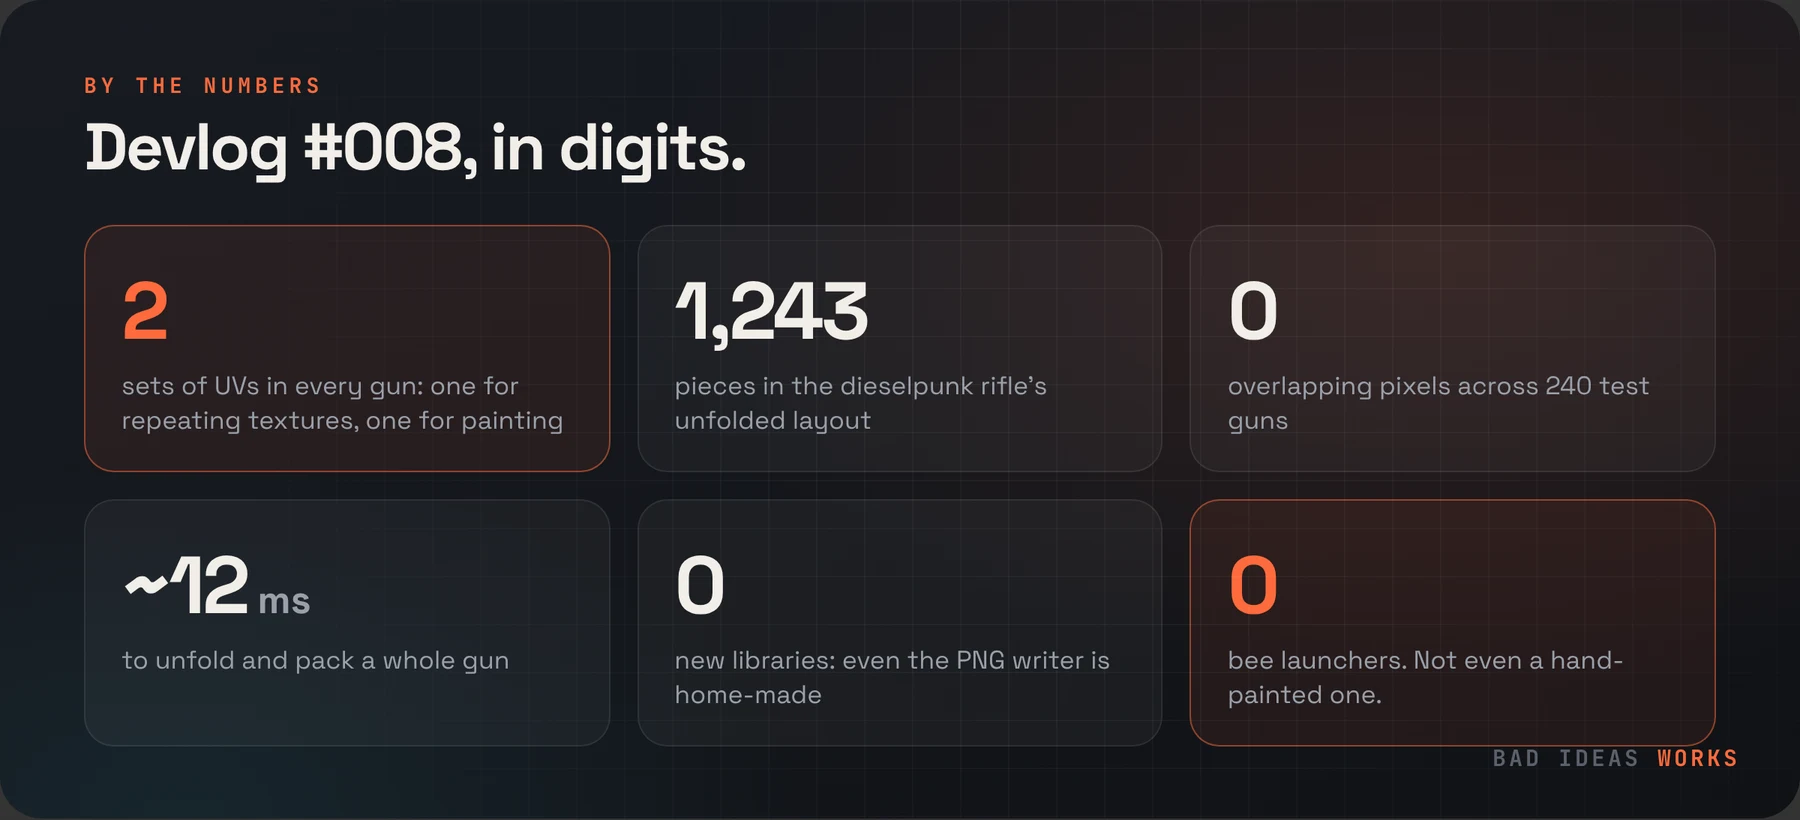 BY THE NUMBERS
Devlog #008, in digits.
2
sets of UVs in every gun: one for
repeating textures, one for painting
1,243
pieces in the dieselpunk rifle's
unfolded layout
0
overlapping pixels across 240 test
guns
~12 ms
to unfold and pack a whole gun
0
new libraries: even the PNG writer is
home-made
0
bee launchers. Not even a hand-
painted one.
BAD IDEAS WORKS